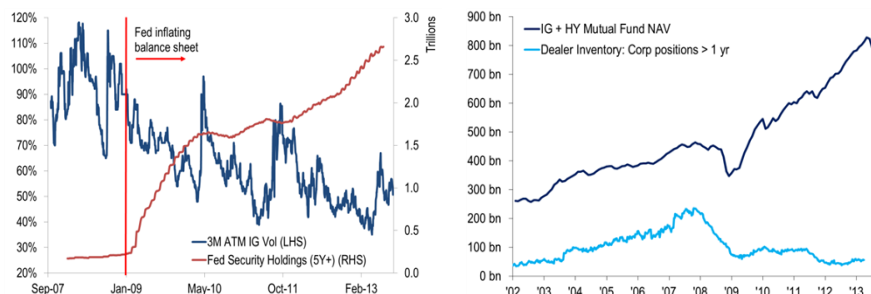 120%
110%
100%
90%
80%
70%
60%
50%
40%
30%
20%
Fed inflating
balance sheet
3.0
2.5
2.0
1.5
1.0
0.5
0.0
Trillions
3M ATM IG Vol (LHS)
Fed Security Holdings (5Y+) (RHS)
Sep-07 Jan-09 May-10 Oct-11 Feb-13
900 bn
800 bn
700 bn
600 bn
500 bn
400 bn
300 bn
200 bn
100 bn
0 bn
IG + HY Mutual Fund NAV
Dealer Inventory: Corp positions > 1 yr
'02 '03 '04 '05 '06 '07 '08 '09 '10 '11 '12 '13